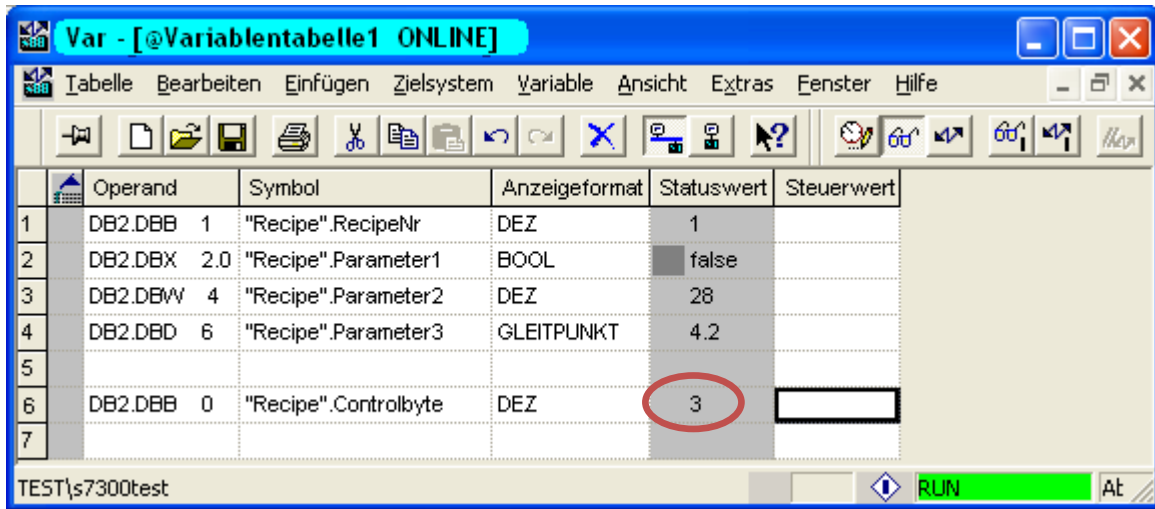 Var - [@Variablentabelle1 ONLINE]
Tabelle Bearbeiten Einfügen Zielsystem Variable Ansicht Extras Fenster Hilfe
Operand Symbol Anzeigeformat Statuswert Steuerwert
1 DB2.DBB 1 "Recipe".RecipeNr DEZ 1
2 DB2.DBX 2.0 "Recipe".Parameter1 BOOL false
3 DB2.DBW 4 "Recipe".Parameter2 DEZ 28
4 DB2.DBD 6 "Recipe".Parameter3 GLEITPUNKT 4.2
5
6 DB2.DBB 0 "Recipe".Controlbyte DEZ 3
7
TEST\s7300test RUN